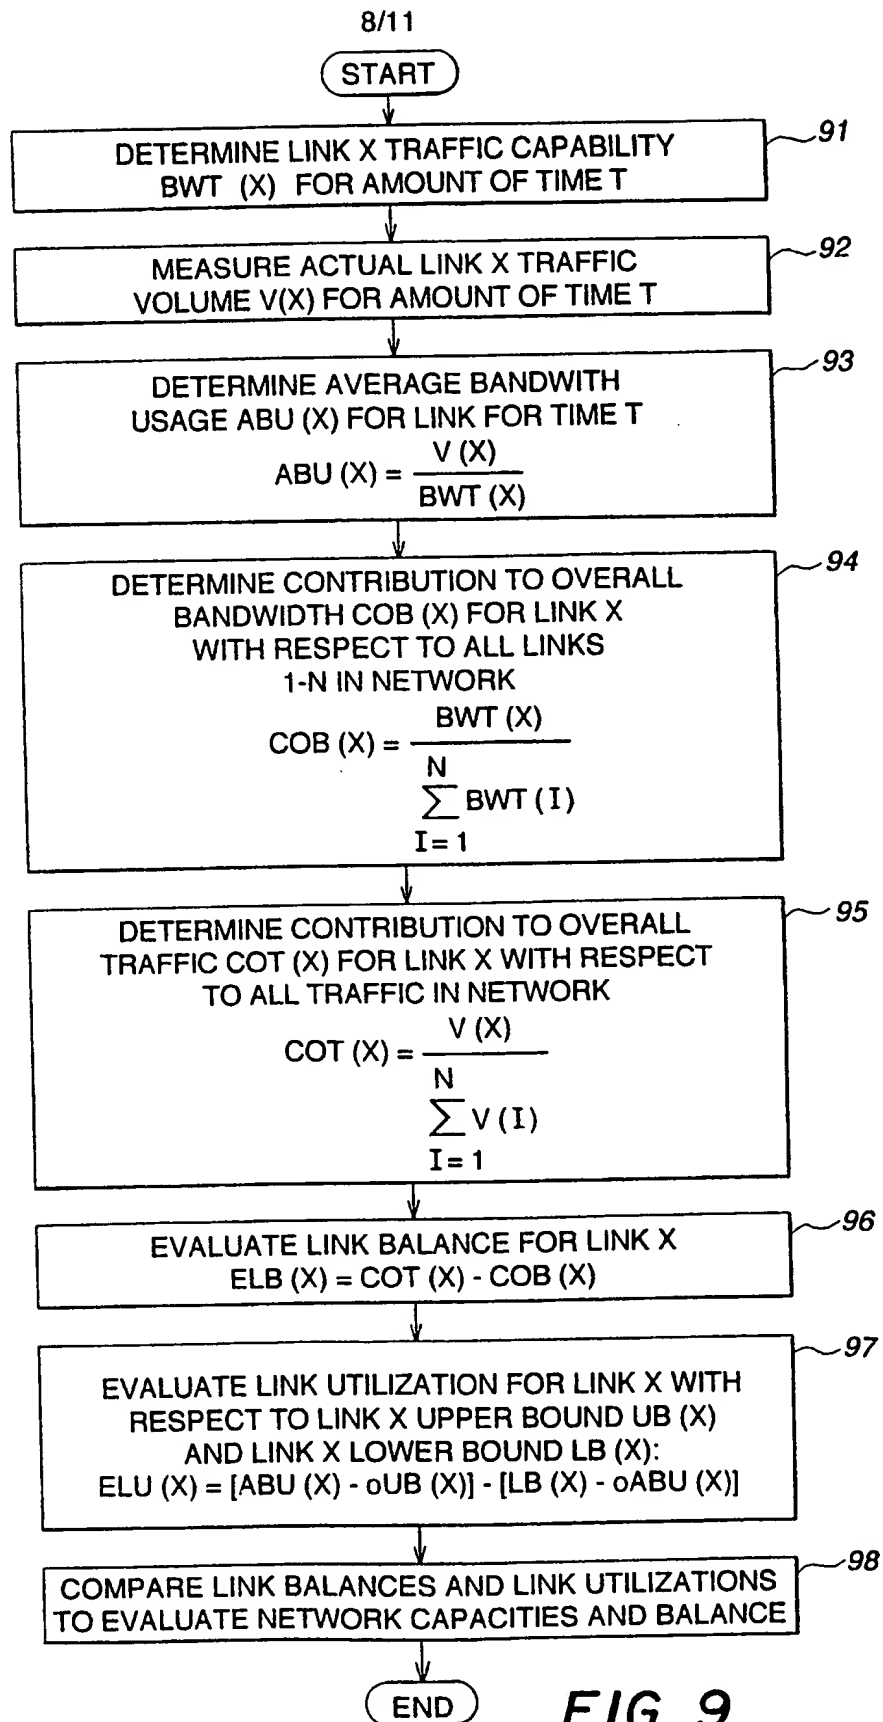 8/11
START
91
DETERMINE LINK X TRAFFIC CAPABILITY
BWT (X) FOR AMOUNT OF TIME T
92
MEASURE ACTUAL LINK X TRAFFIC
VOLUME V(X) FOR AMOUNT OF TIME T
93
DETERMINE AVERAGE BANDWITH
USAGE ABU (X) FOR LINK FOR TIME T
ABU (X) = V (X) / BWT (X)
94
DETERMINE CONTRIBUTION TO OVERALL
BANDWIDTH COB (X) FOR LINK X
WITH RESPECT TO ALL LINKS
1-N IN NETWORK
COB (X) = BWT (X)
N
∑ BWT (I)
I = 1
95
DETERMINE CONTRIBUTION TO OVERALL
TRAFFIC COT (X) FOR LINK X WITH RESPECT
TO ALL TRAFFIC IN NETWORK
COT (X) = V (X)
N
∑ V (I)
I = 1
96
EVALUATE LINK BALANCE FOR LINK X
ELB (X) = COT (X) - COB (X)
97
EVALUATE LINK UTILIZATION FOR LINK X WITH
RESPECT TO LINK X UPPER BOUND UB (X)
AND LINK X LOWER BOUND LB (X):
ELU (X) = [ABU (X) - oUB (X)] - [LB (X) - oABU (X)]
98
COMPARE LINK BALANCES AND LINK UTILIZATIONS
TO EVALUATE NETWORK CAPACITIES AND BALANCE
END
FIG. 9